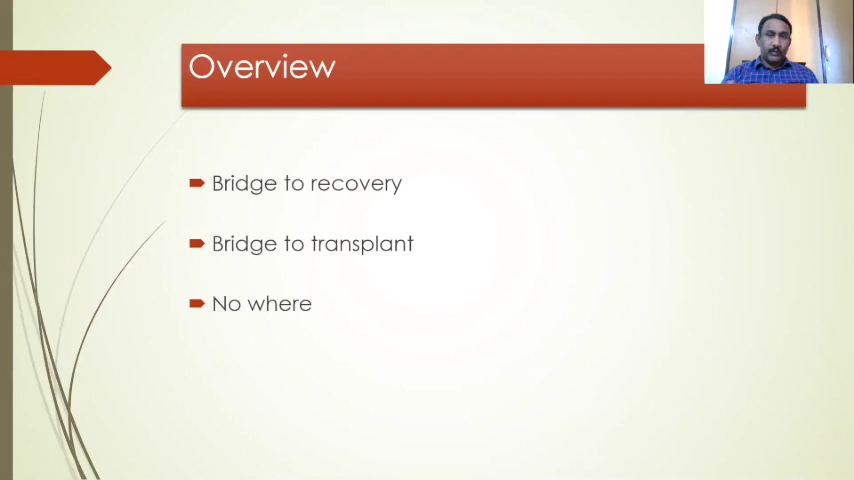 Overview
Bridge to recovery
Bridge to transplant
No where